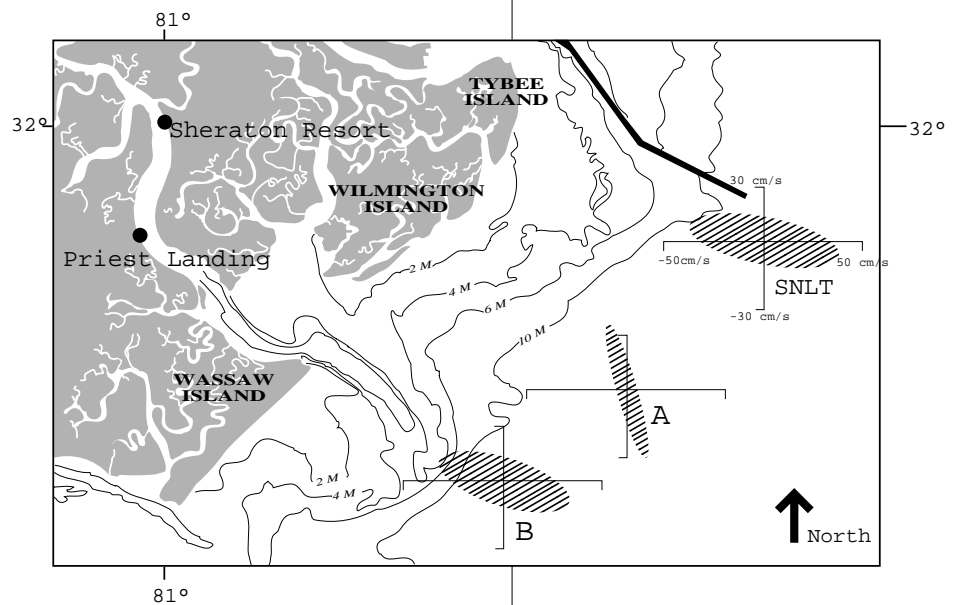 81°
TYBEE
ISLAND
32°
32°
Sheraton Resort
WILMINGTON
ISLAND
30 cm/s
Priest Landing
2 M
-50cm/s
50 cm/s
4 M
SNLT
6 M
-30 cm/s
10 M
WASSAW
ISLAND
A
2 M
4 M
B
North
81°